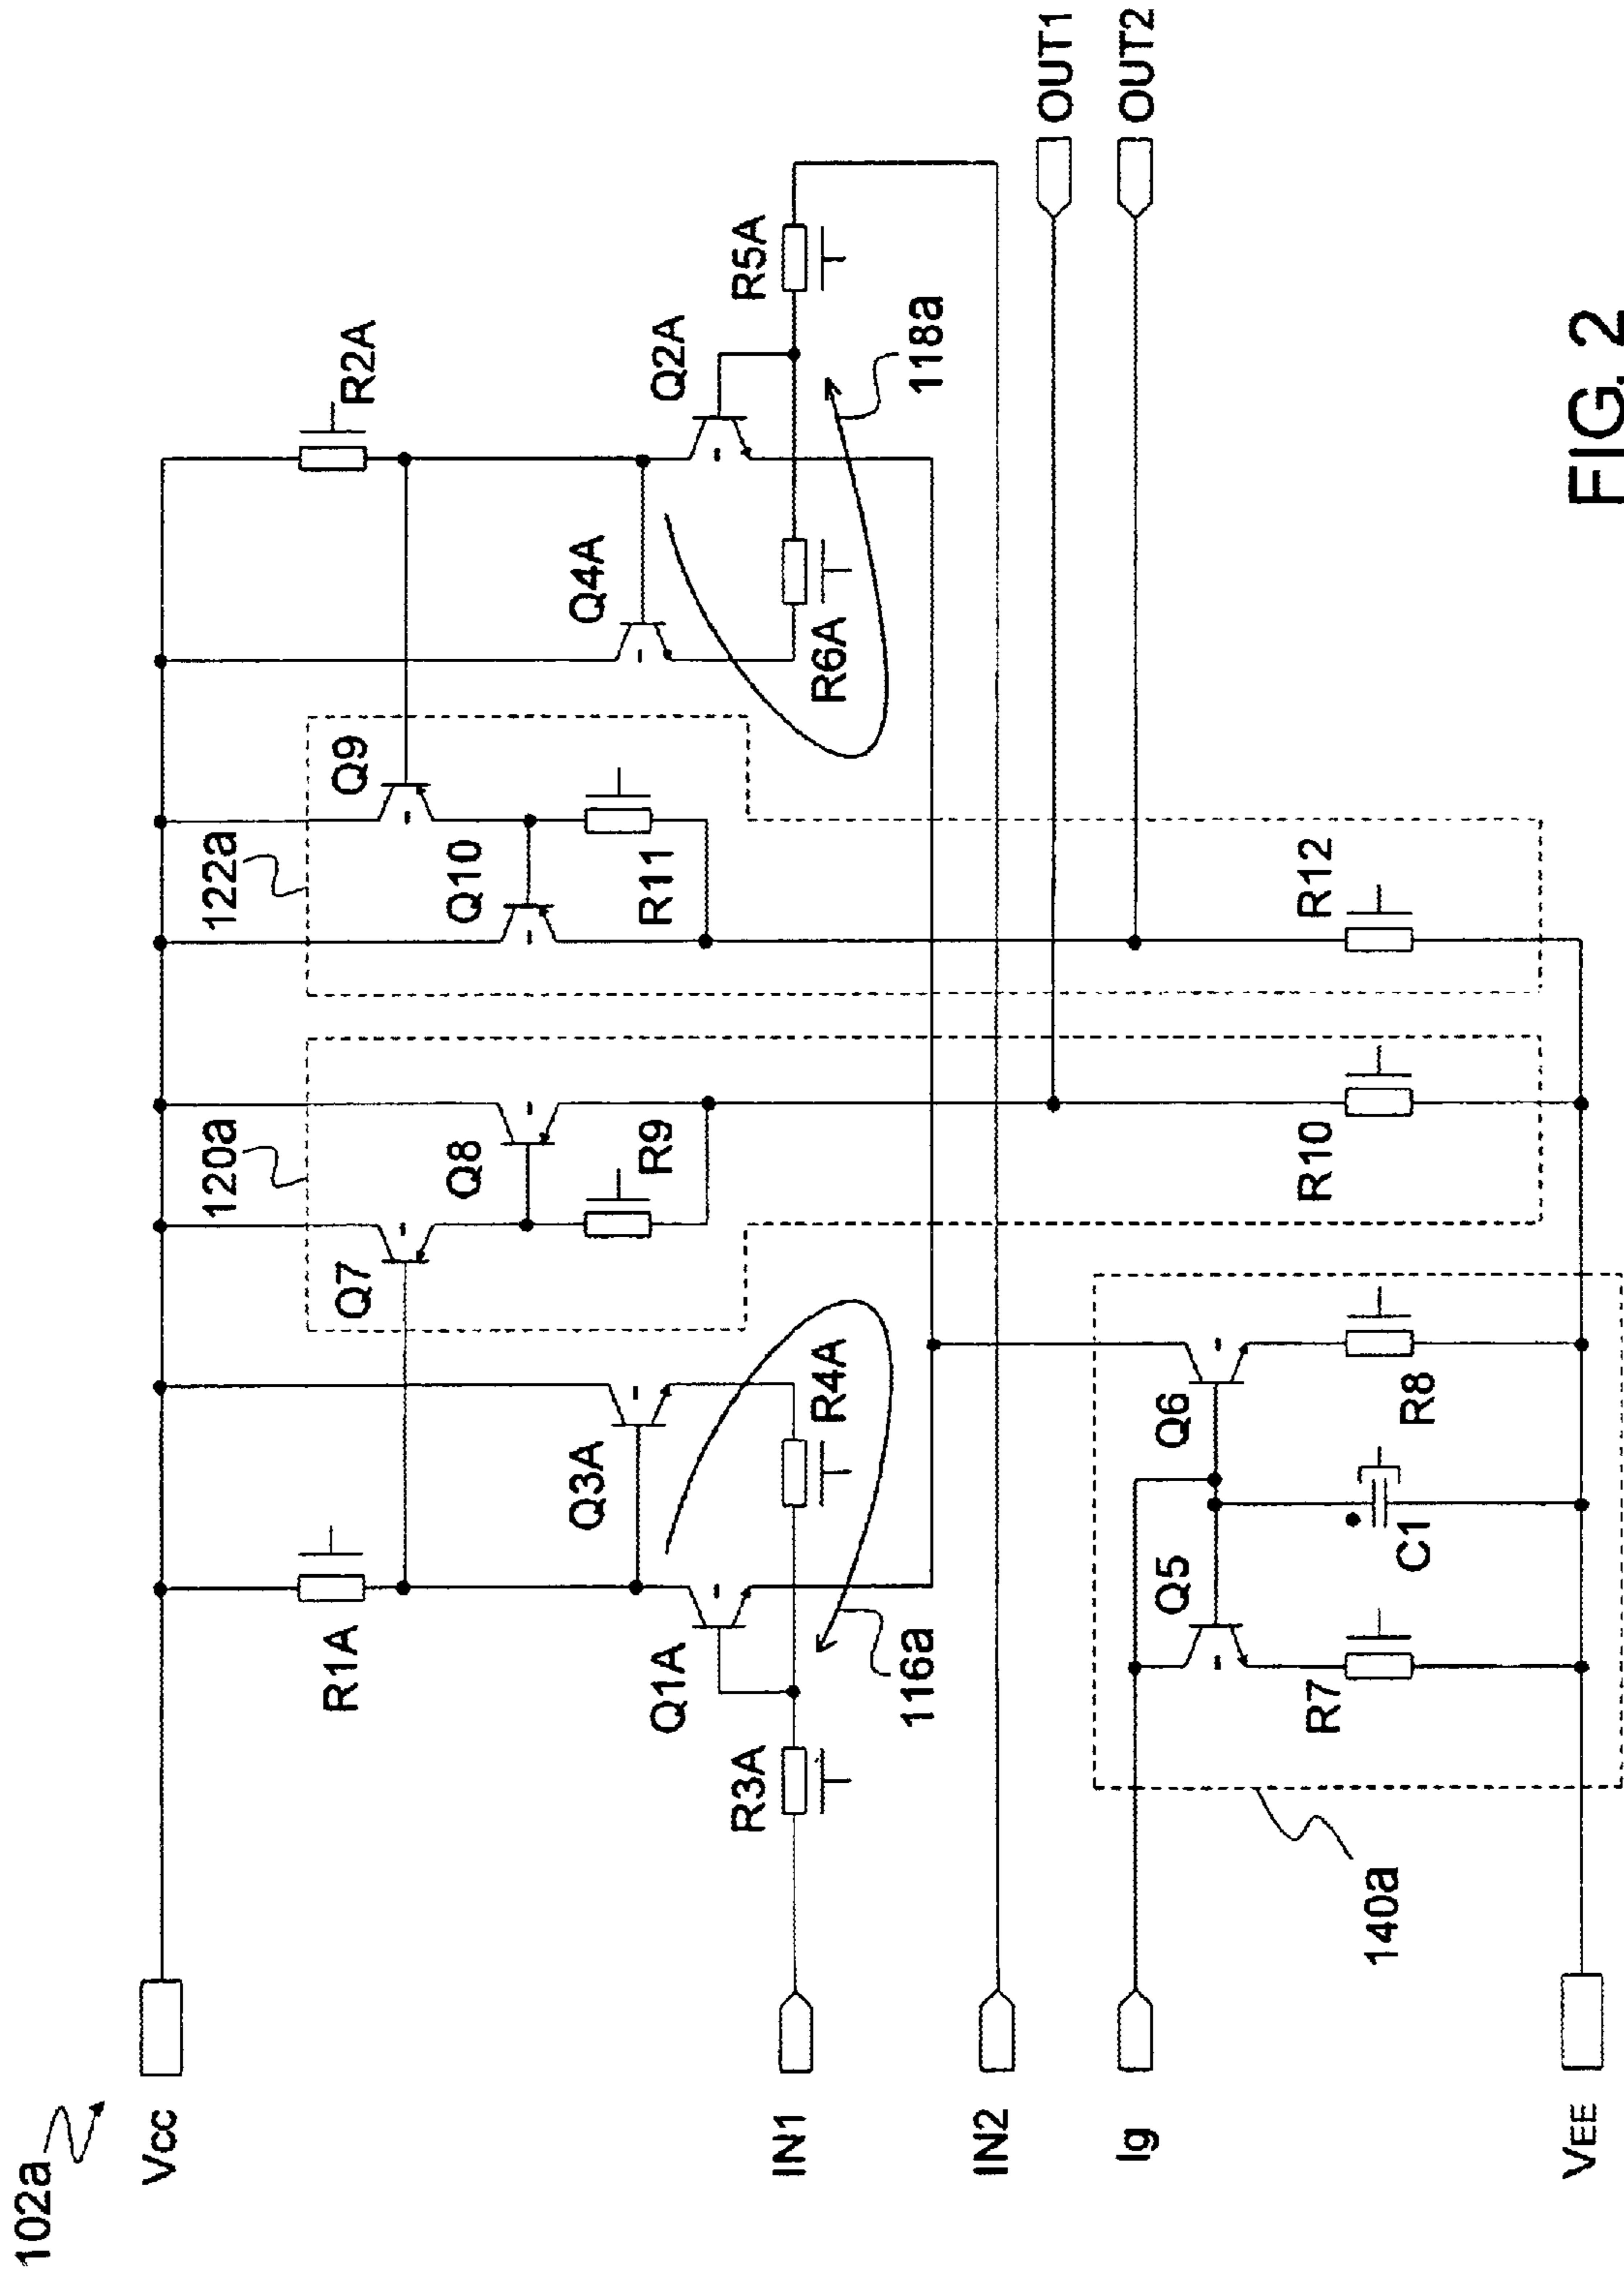 102a
Vcc
122a
120a
R2A
Q9
Q7
R1A
Q10
Q8
Q4A
Q3A
R11
R9
Q2A
Q1A
R5A
R3A
R6A
R4A
118a
116a
IN1
IN2
OUT1
OUT2
Ig
Q6
Q5
R12
R10
R7
R8
C1
140a
VEE
FIG. 2